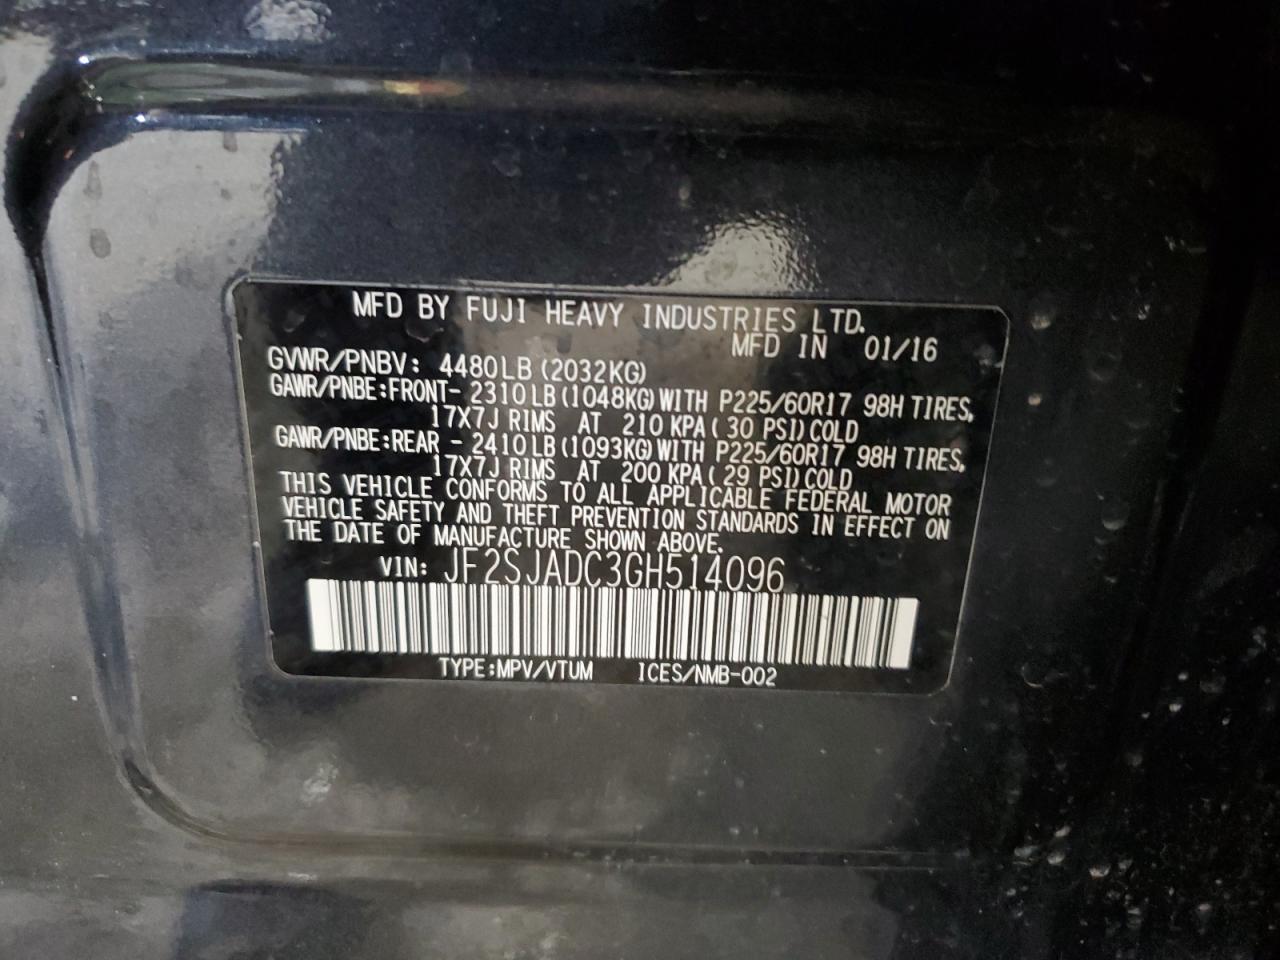 MFD BY FUJI HEAVY INDUSTRIES LTD.
MFD IN 01/16
GVWR/PNBV: 4480LB (2032KG)
GAWR/PNBE:FRONT- 2310LB (1048KG) WITH P225/60R17 98H TIRES,
17X7J RIMS AT 210 KPA ( 30 PSI) COLD
GAWR/PNBE:REAR - 2410LB (1093KG) WITH P225/60R17 98H TIRES,
17X7J RIMS AT 200 KPA ( 29 PSI) COLD
THIS VEHICLE CONFORMS TO ALL APPLICABLE FEDERAL MOTOR
VEHICLE SAFETY AND THEFT PREVENTION STANDARDS IN EFFECT ON
THE DATE OF MANUFACTURE SHOWN ABOVE.
VIN: JF2SJADC3GH514096
TYPE:MPV/VTUM ICES/NMB-002